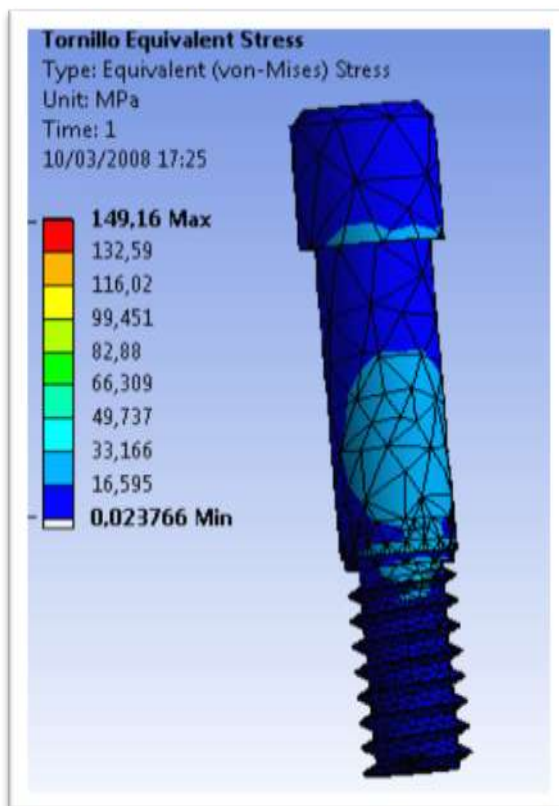 Tornillo Equivalent Stress
Type: Equivalent (von-Mises) Stress
Unit: MPa
Time: 1
10/03/2008 17:25
149,16 Max
132,59
116,02
99,451
82,88
66,309
49,737
33,166
16,595
0,023766 Min